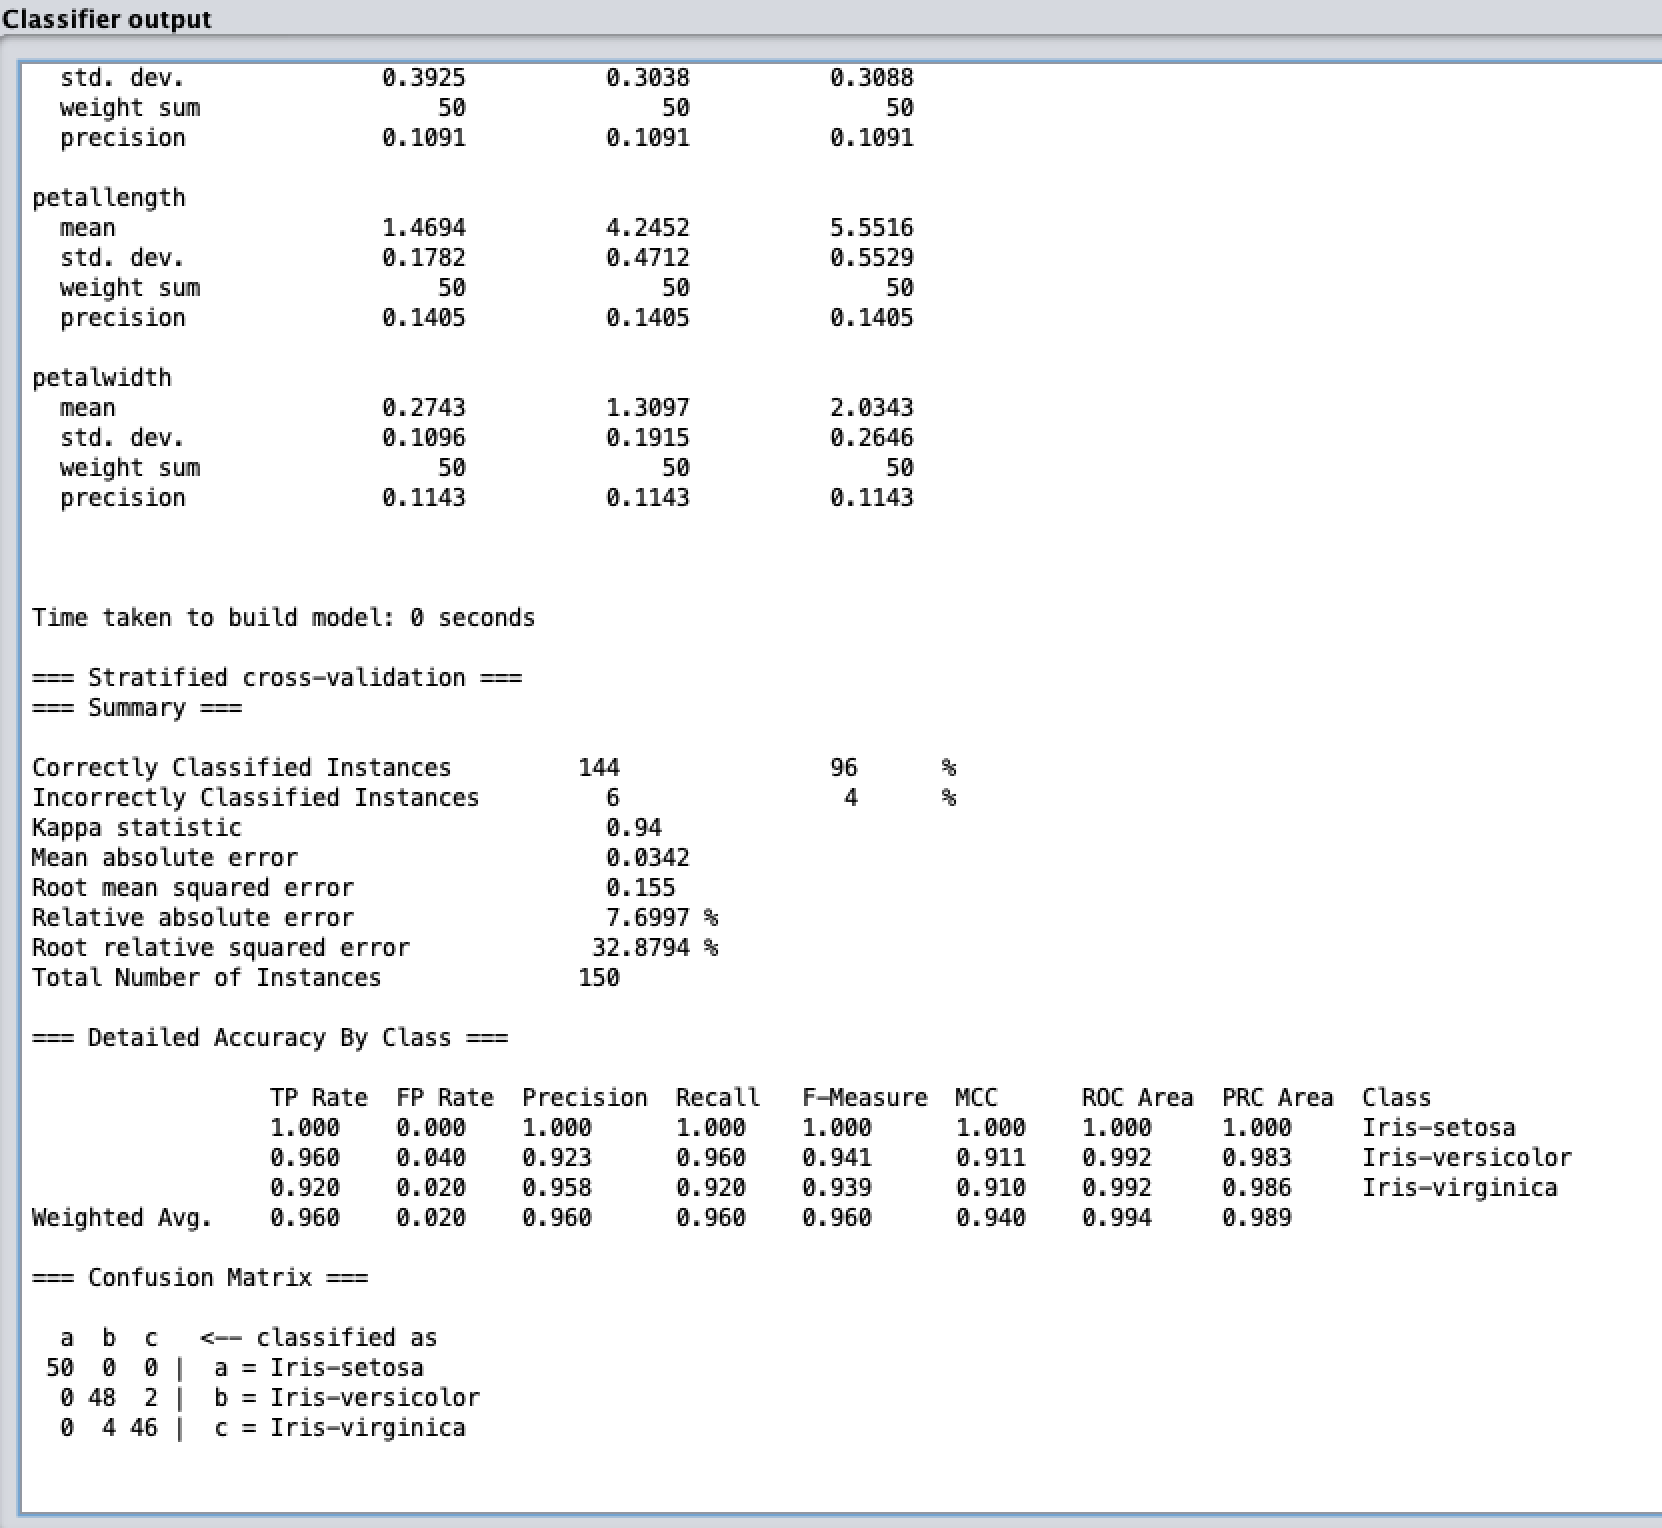 Classifier output
std. dev. 0.3925 0.3038 0.3088
weight sum 50 50 50
precision 0.1091 0.1091 0.1091
petallength
mean 1.4694 4.2452 5.5516
std. dev. 0.1782 0.4712 0.5529
weight sum 50 50 50
precision 0.1405 0.1405 0.1405
petalwidth
mean 0.2743 1.3097 2.0343
std. dev. 0.1096 0.1915 0.2646
weight sum 50 50 50
precision 0.1143 0.1143 0.1143
Time taken to build model: 0 seconds
=== Stratified cross-validation ===
=== Summary ===
Correctly Classified Instances 144 96 %
Incorrectly Classified Instances 6 4 %
Kappa statistic 0.94
Mean absolute error 0.0342
Root mean squared error 0.155
Relative absolute error 7.6997 %
Root relative squared error 32.8794 %
Total Number of Instances 150
=== Detailed Accuracy By Class ===
TP Rate FP Rate Precision Recall F-Measure MCC ROC Area PRC Area Class
1.000 0.000 1.000 1.000 1.000 1.000 1.000 1.000 Iris-setosa
0.960 0.040 0.923 0.960 0.941 0.911 0.992 0.983 Iris-versicolor
0.920 0.020 0.958 0.920 0.939 0.910 0.992 0.986 Iris-virginica
Weighted Avg. 0.960 0.020 0.960 0.960 0.960 0.940 0.994 0.989
=== Confusion Matrix ===
a b c <-- classified as
50 0 0 | a = Iris-setosa
0 48 2 | b = Iris-versicolor
0 4 46 | c = Iris-virginica